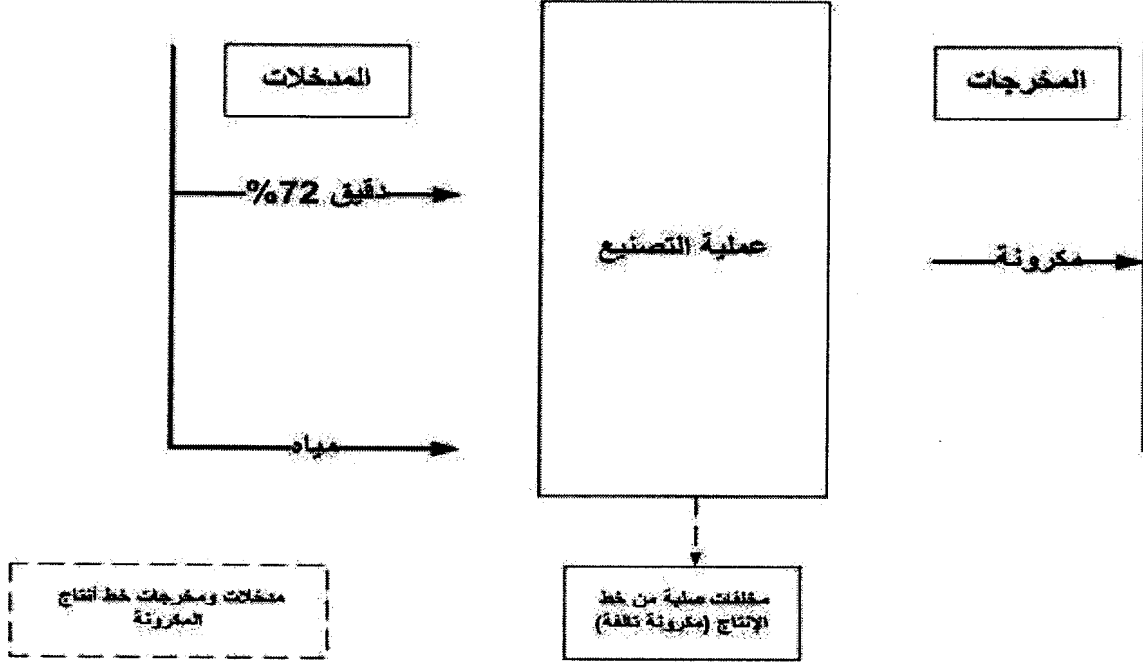 المدخلات
المخرجات
دقيق 72%
عملية التصنيع
مكرونة
مياه
مدخلات ومخرجات خط أنتاج
المكرونة
مخلفات صلبة من خط
الإنتاج (مكرونة تالفة)